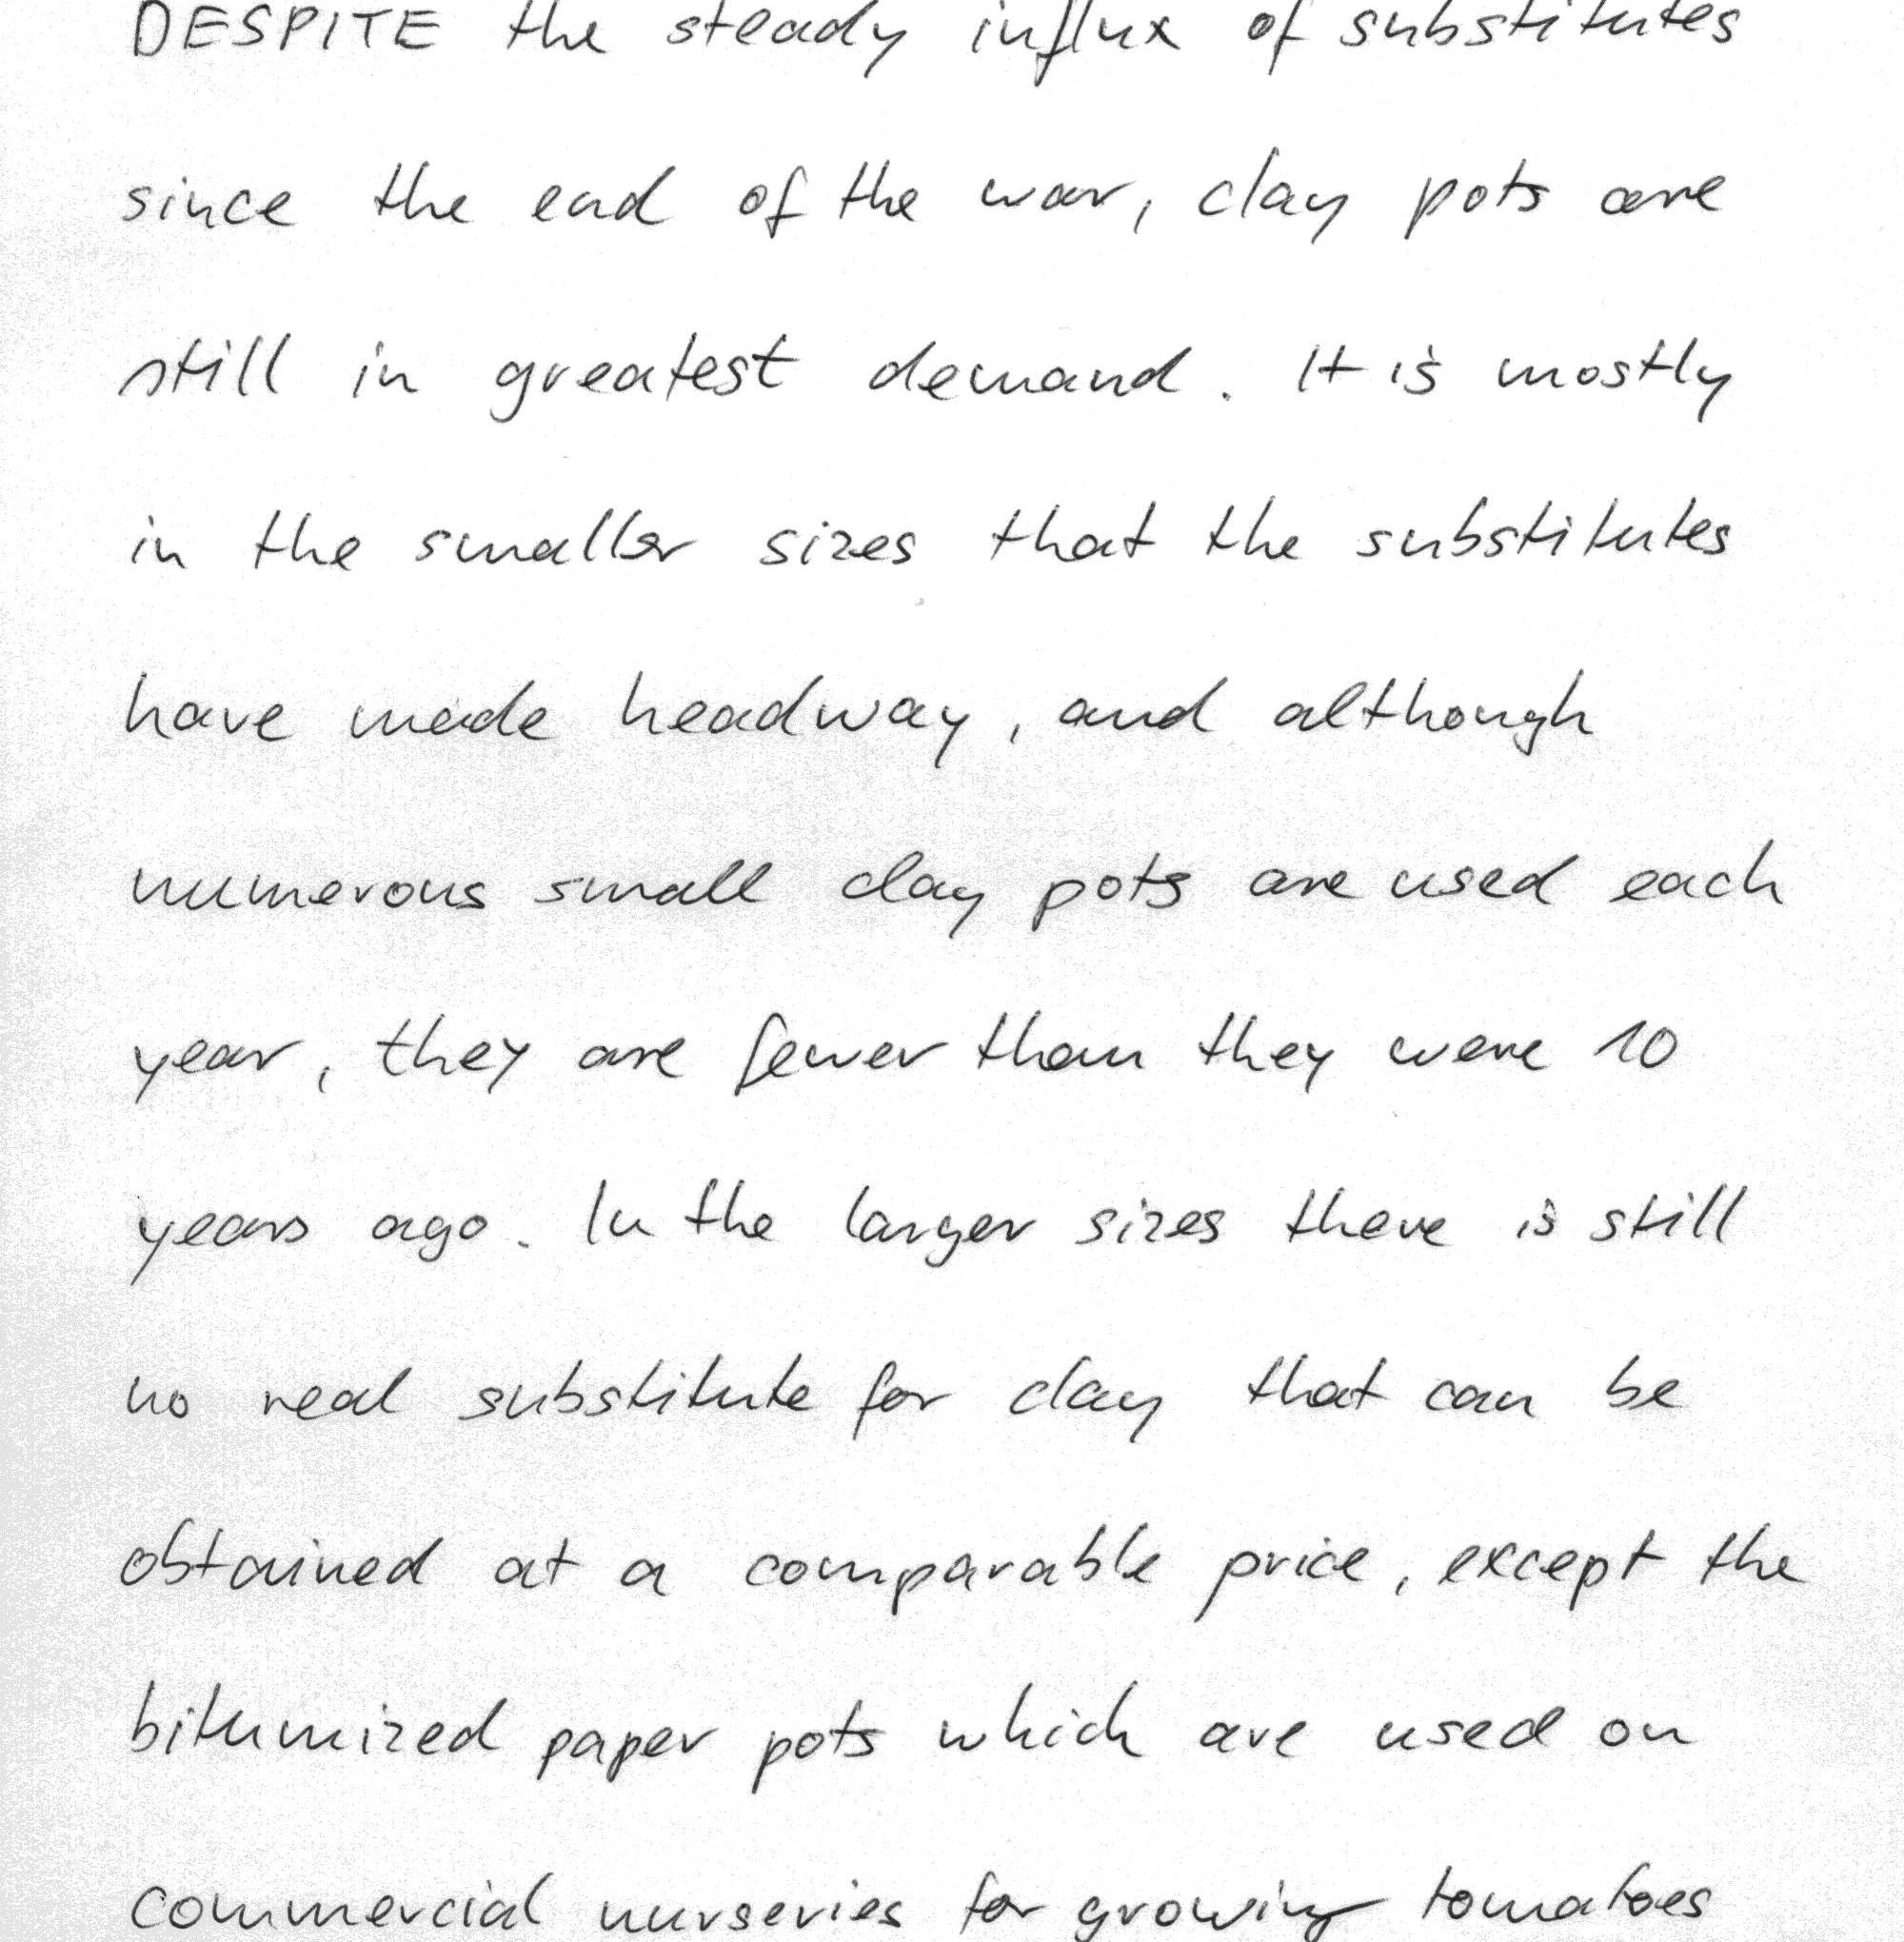 DESPITE the steady influx of substitutes
since the end of the war, clay pots are
still in greatest demand. It is mostly
in the smaller sizes that the substitutes
have made headway, and although
numerous small clay pots are used each
year, they are fewer than they were 10
years ago. In the larger sizes there is still
no real substitute for clay that can be
obtained at a comparable price, except the
bitumized paper pots which are used on
commercial nurseries for growing tomatoes